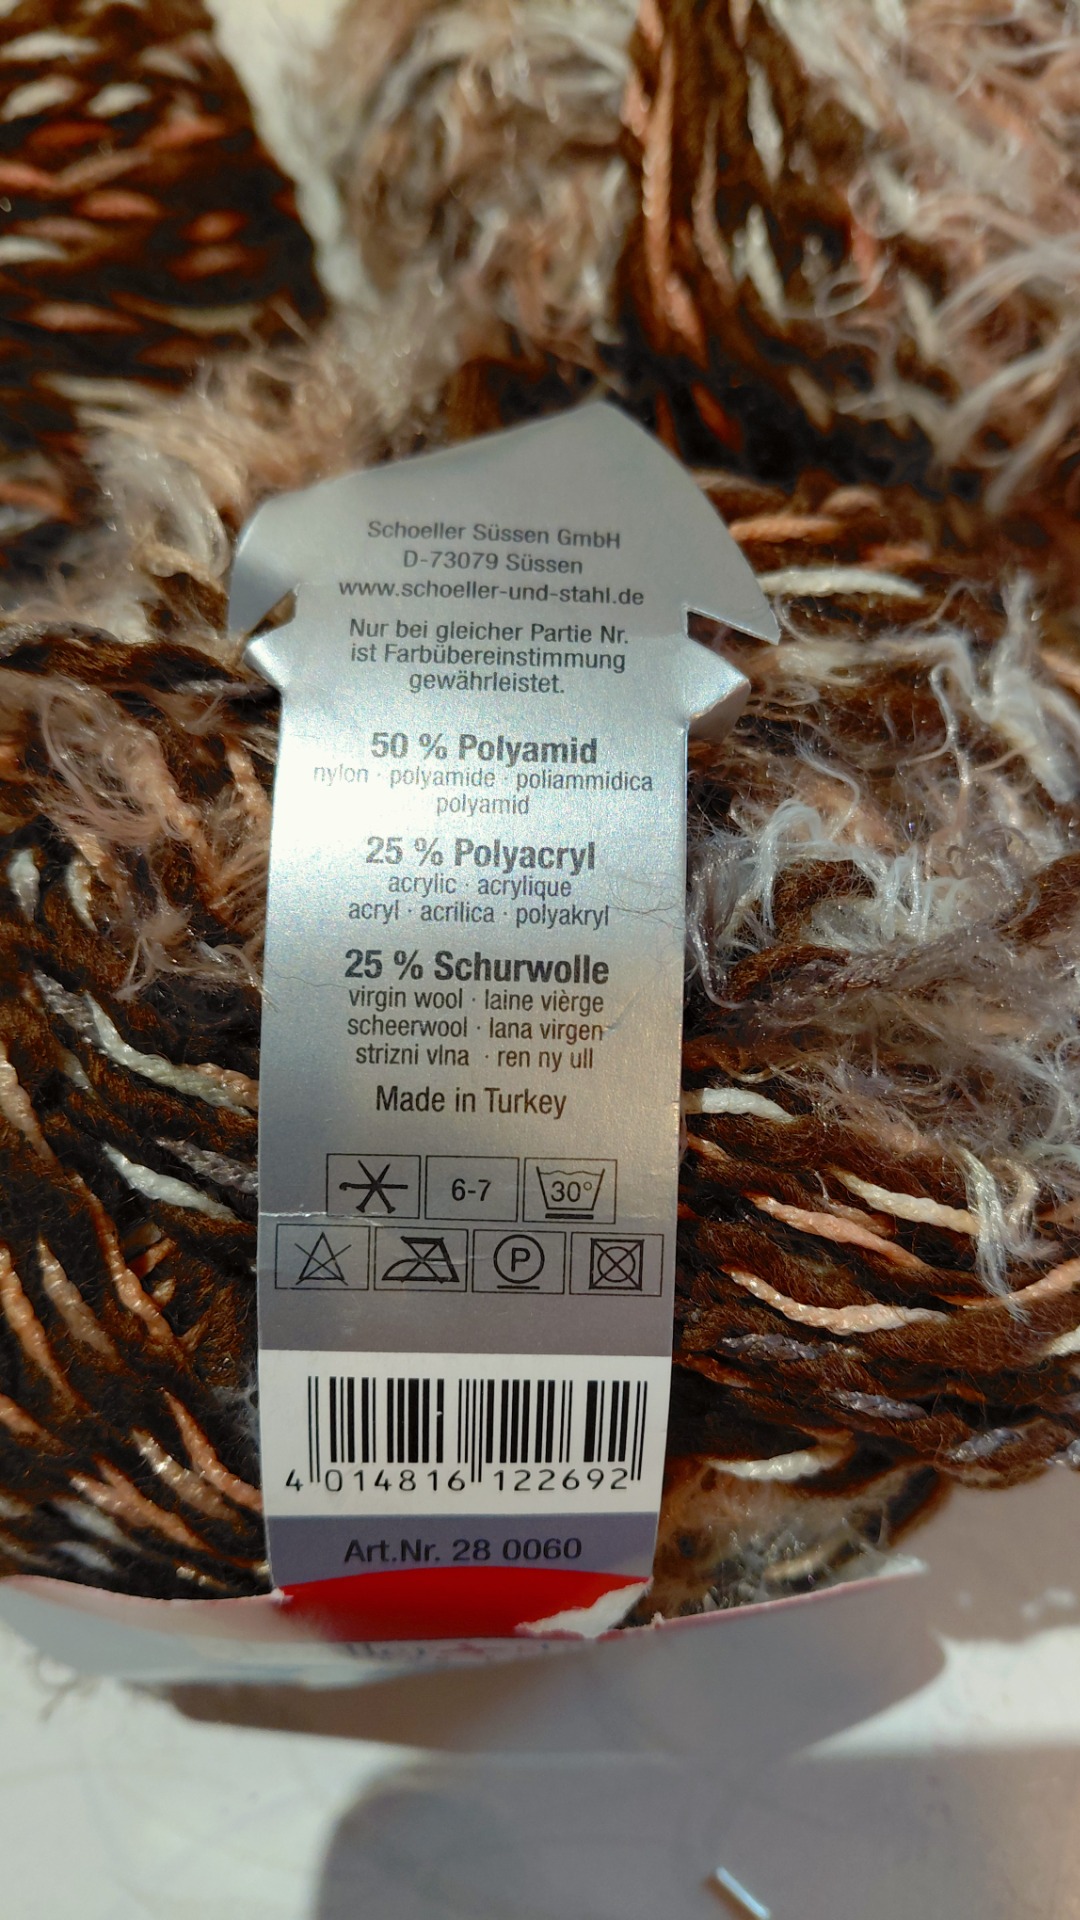 Schoeller Süssen GmbH
D-73079 Süssen
www.schoeller-und-stahl.de
Nur bei gleicher Partie Nr.
ist Farbübereinstimmung
gewährleistet.
50 % Polyamid
nylon · polyamide · poliammidica
polyamid
25 % Polyacryl
acrylic · acrylique
acryl · acrilica · polyakryl
25 % Schurwolle
virgin wool · laine vièrge
scheerwool · lana virgen
strizni vlna · ren ny ull
Made in Turkey
6-7 30°
P
4 014816 122692
Art.Nr. 28 0060